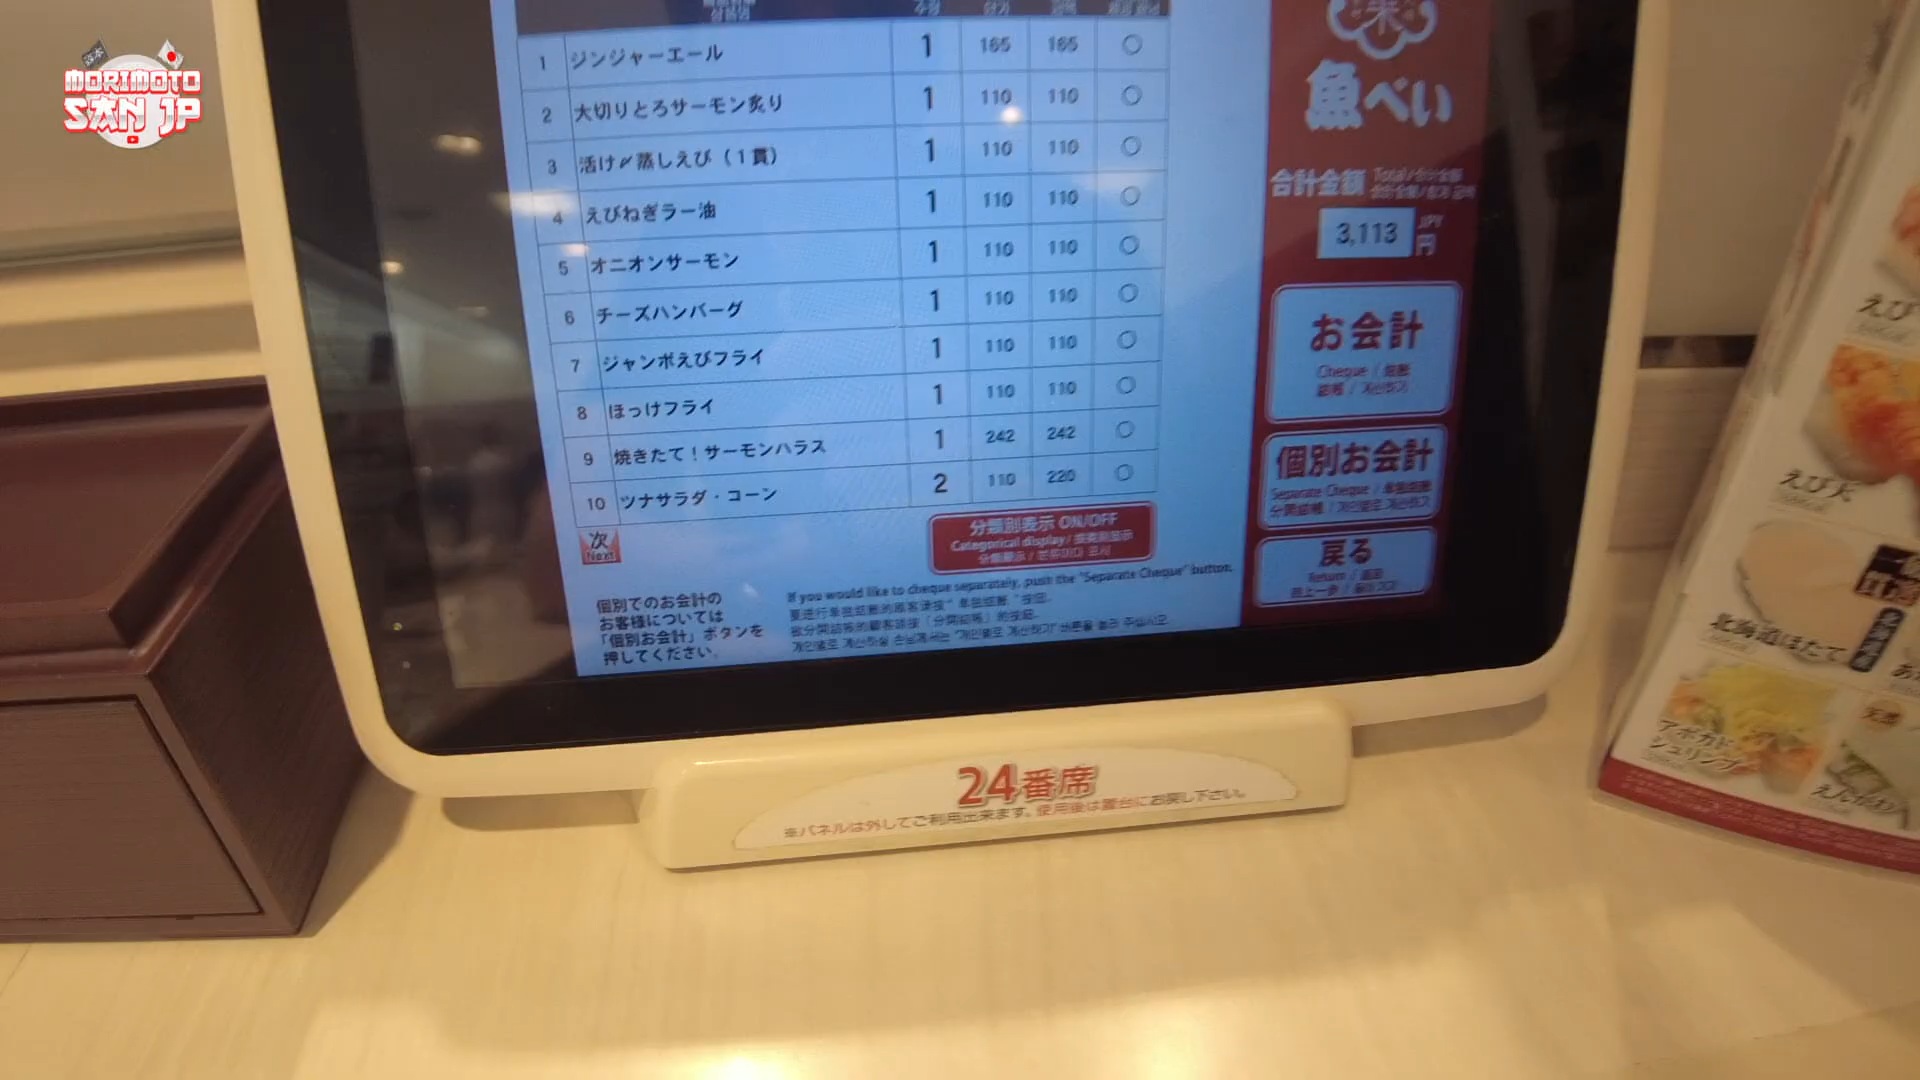 MORIMOTO
SAN JP
1 ジンジャーエール 1 165 165 ○
2 大切りとろサーモン炙り 1 110 110 ○
3 活け〆蒸しえび（1貫） 1 110 110 ○
4 えびねぎラー油 1 110 110 ○
5 オニオンサーモン 1 110 110 ○
6 チーズハンバーグ 1 110 110 ○
7 ジャンボえびフライ 1 110 110 ○
8 ほっけフライ 1 110 110 ○
9 焼きたて！サーモンハラス 1 242 242 ○
10 ツナサラダ・コーン 2 110 220 ○
次
Next
分類別表示 ON/OFF
Categorical display /
個別でのお会計の
お客様については
「個別お会計」ボタンを
押してください。
If you would like to cheque separately, push the "Separate Cheque" button.
魚べい
合計金額 Total
3,113 JPY
円
お会計
Cheque /
個別お会計
Separate Cheque /
戻る
Return /
24番席
※パネルは外してご利用出来ます。使用後は置台にお戻し下さい。
えび
えび天
北海道ほたて
アボカド
シュリンプ
えんがわ